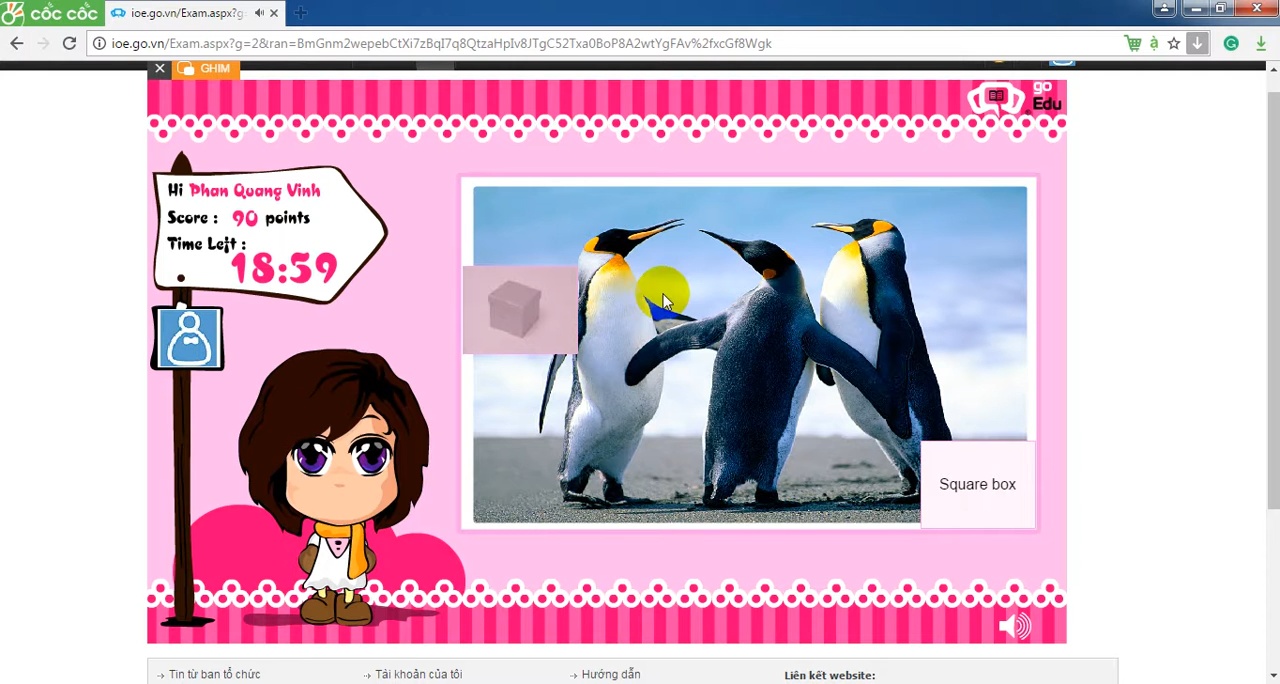 CỐC CỐC
ioe.go.vn/Exam.aspx?g=
ioe.go.vn/Exam.aspx?g=2&ran=BmGnm2wepebCtXi7zBqI7q8QtzaHpIv8JTgC52Txa0BoP8A2wtYgFAv%2fxcGf8Wgk
GHIM
go
Edu
Hi Phan Quang Vinh
Score : 90 points
Time Left :
18:59
Square box
Tin từ ban tổ chức
Tài khoản của tôi
Hướng dẫn
Liên kết website: